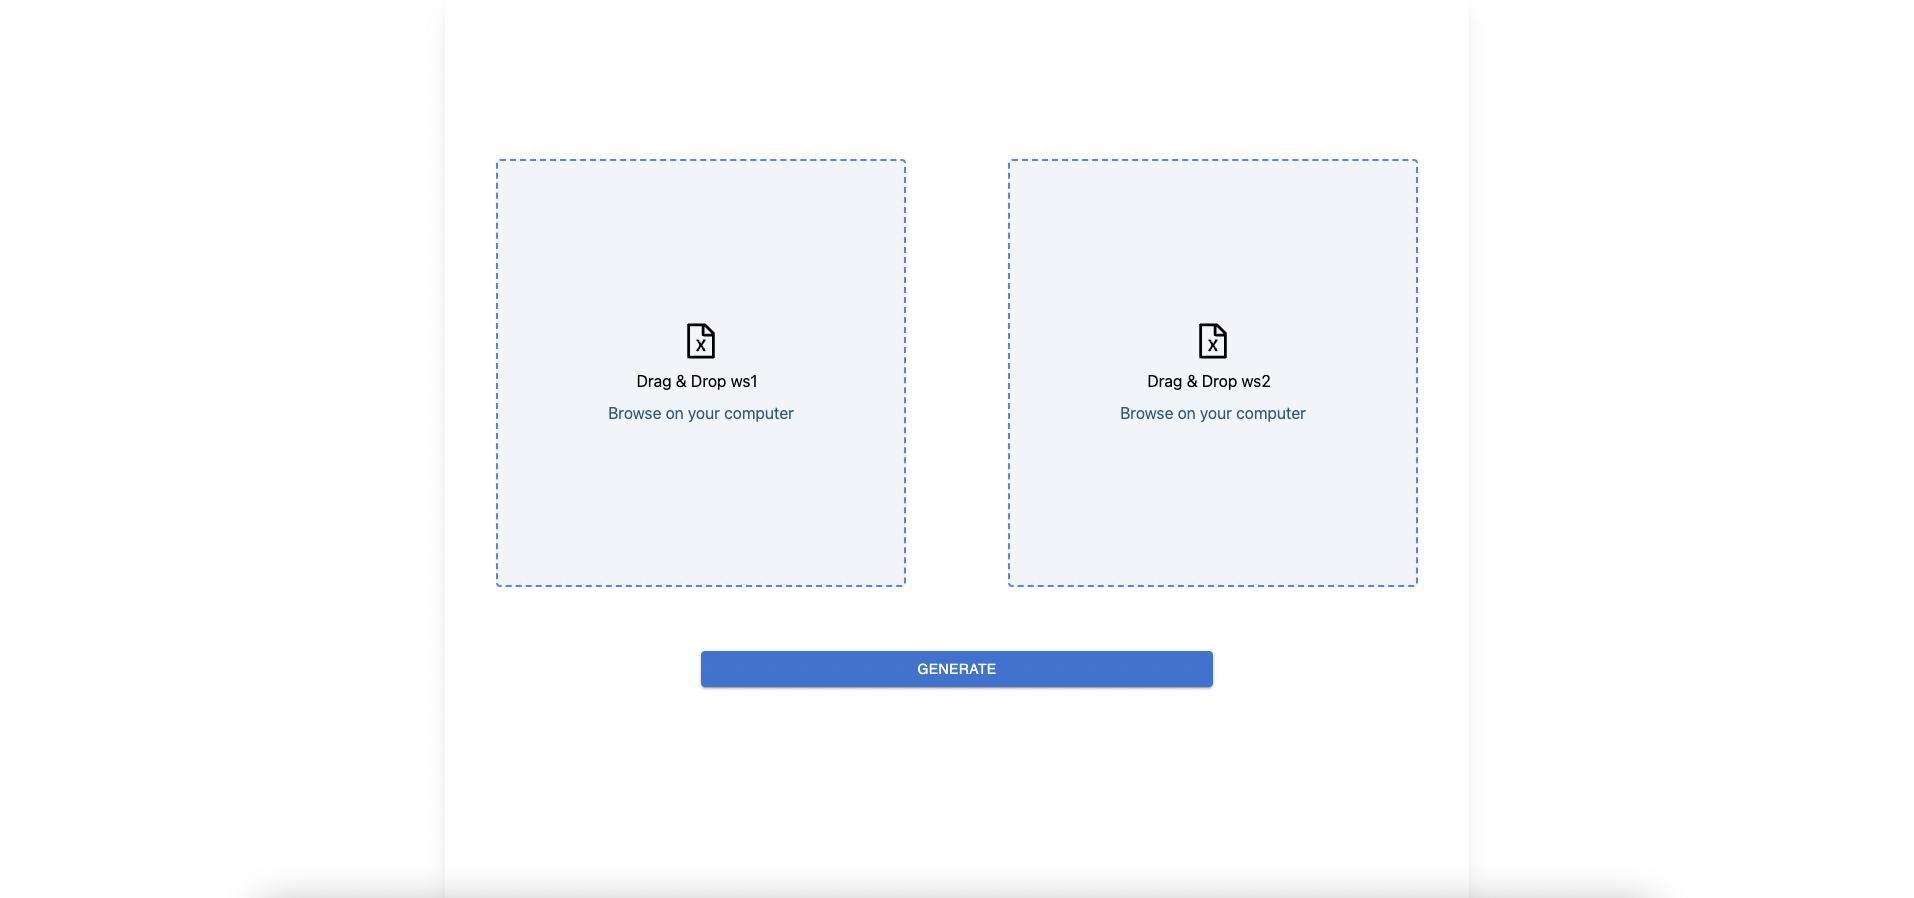 X
Drag & Drop ws1
Browse on your computer
X
Drag & Drop ws2
Browse on your computer
GENERATE